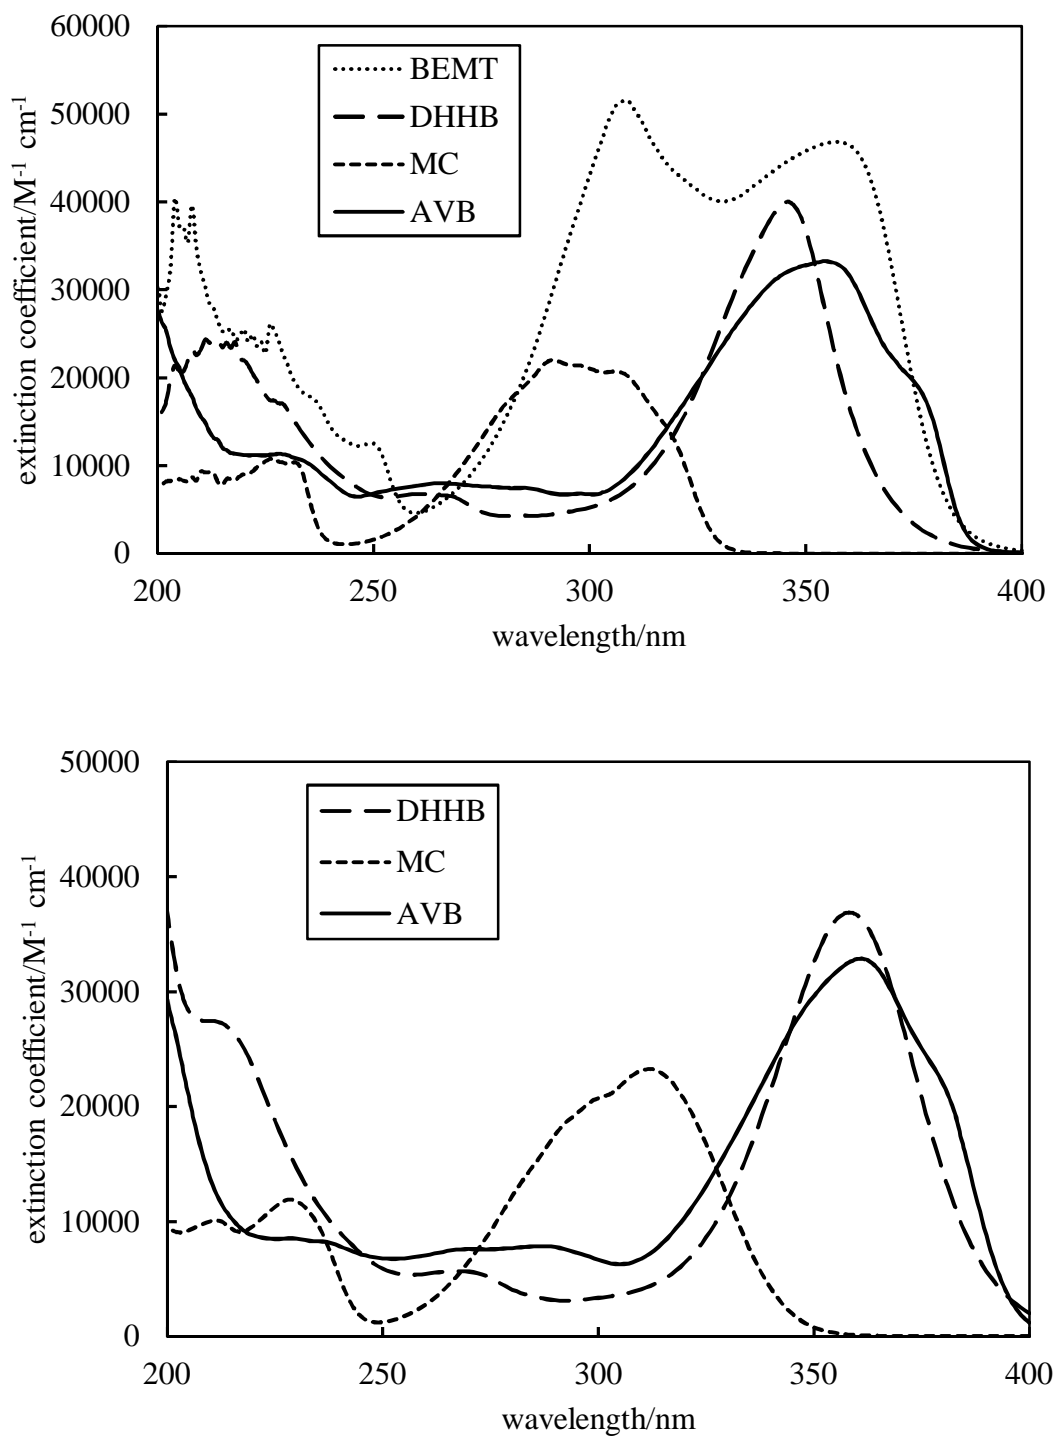 60000
50000
40000
30000
20000
10000
0
extinction coefficient/M⁻¹ cm⁻¹
BEMT
DHHB
MC
AVB
200 250 300 350 400
wavelength/nm
50000
40000
30000
20000
10000
0
extinction coefficient/M⁻¹ cm⁻¹
DHHB
MC
AVB
200 250 300 350 400
wavelength/nm